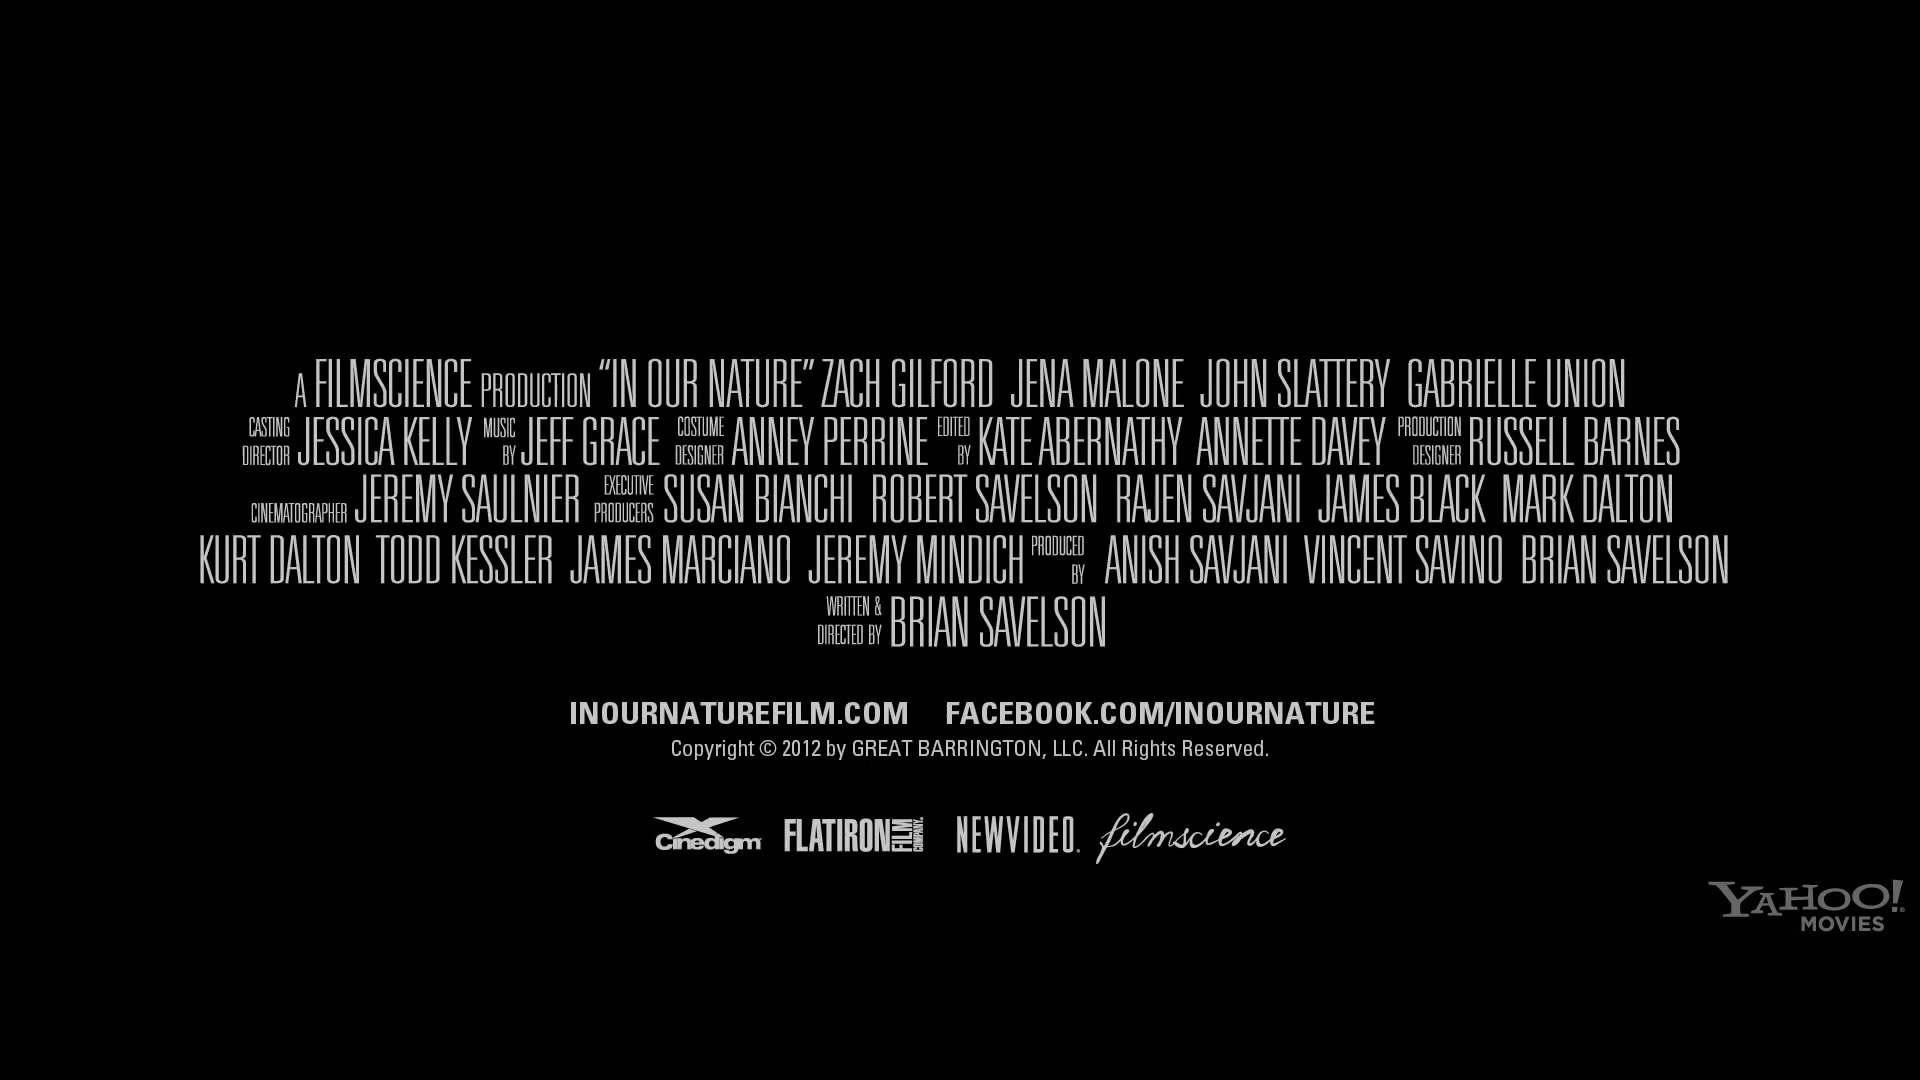 A FILMSCIENCE PRODUCTION “IN OUR NATURE” ZACH GILFORD JENA MALONE JOHN SLATTERY GABRIELLE UNION
CASTING DIRECTOR JESSICA KELLY MUSIC BY JEFF GRACE COSTUME DESIGNER ANNEY PERRINE EDITED BY KATE ABERNATHY ANNETTE DAVEY PRODUCTION DESIGNER RUSSELL BARNES
CINEMATOGRAPHER JEREMY SAULNIER EXECUTIVE PRODUCERS SUSAN BIANCHI ROBERT SAVELSON RAJEN SAVJANI JAMES BLACK MARK DALTON
KURT DALTON TODD KESSLER JAMES MARCIANO JEREMY MINDICH PRODUCED BY ANISH SAVJANI VINCENT SAVINO BRIAN SAVELSON
WRITTEN & DIRECTED BY BRIAN SAVELSON
INOURNATUREFILM.COM FACEBOOK.COM/INOURNATURE
Copyright © 2012 by GREAT BARRINGTON, LLC. All Rights Reserved.
Cinedigm FLATIRON FILM COMPANY NEWVIDEO filmscience
YAHOO!
MOVIES